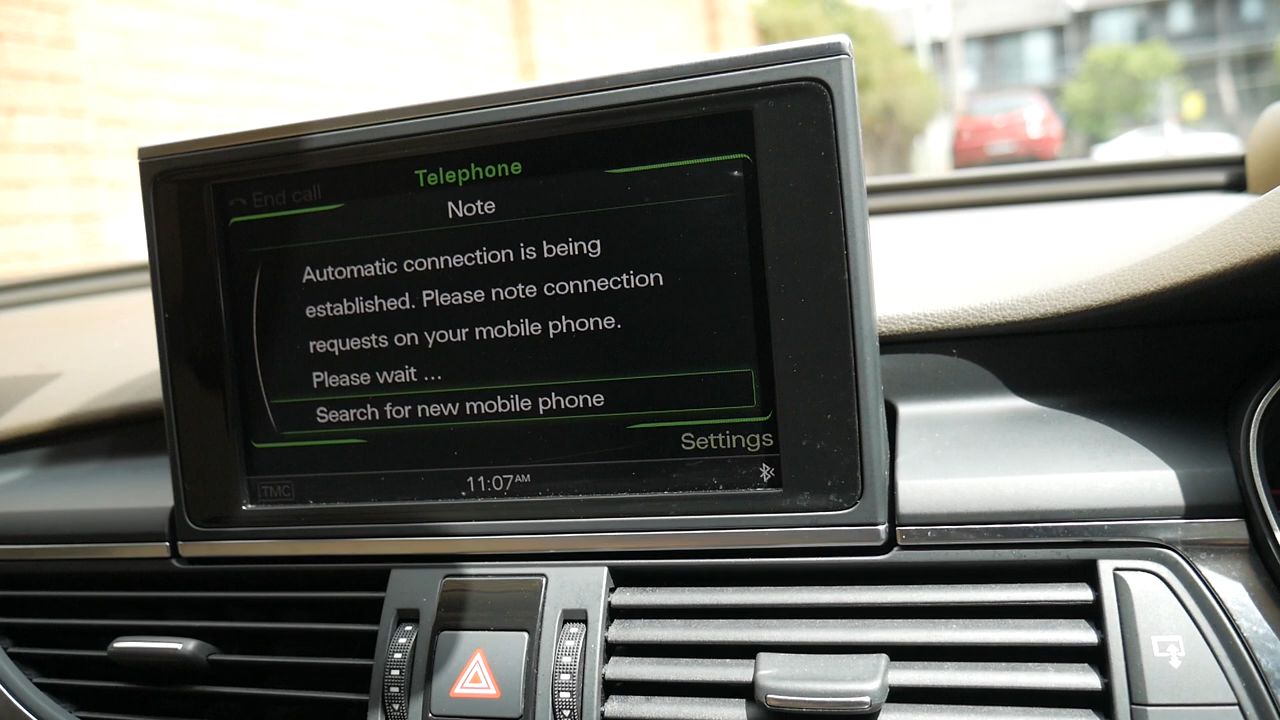 Telephone
End call
Note
Automatic connection is being
established. Please note connection
requests on your mobile phone.
Please wait ...
Search for new mobile phone
Settings
TMC
11:07AM